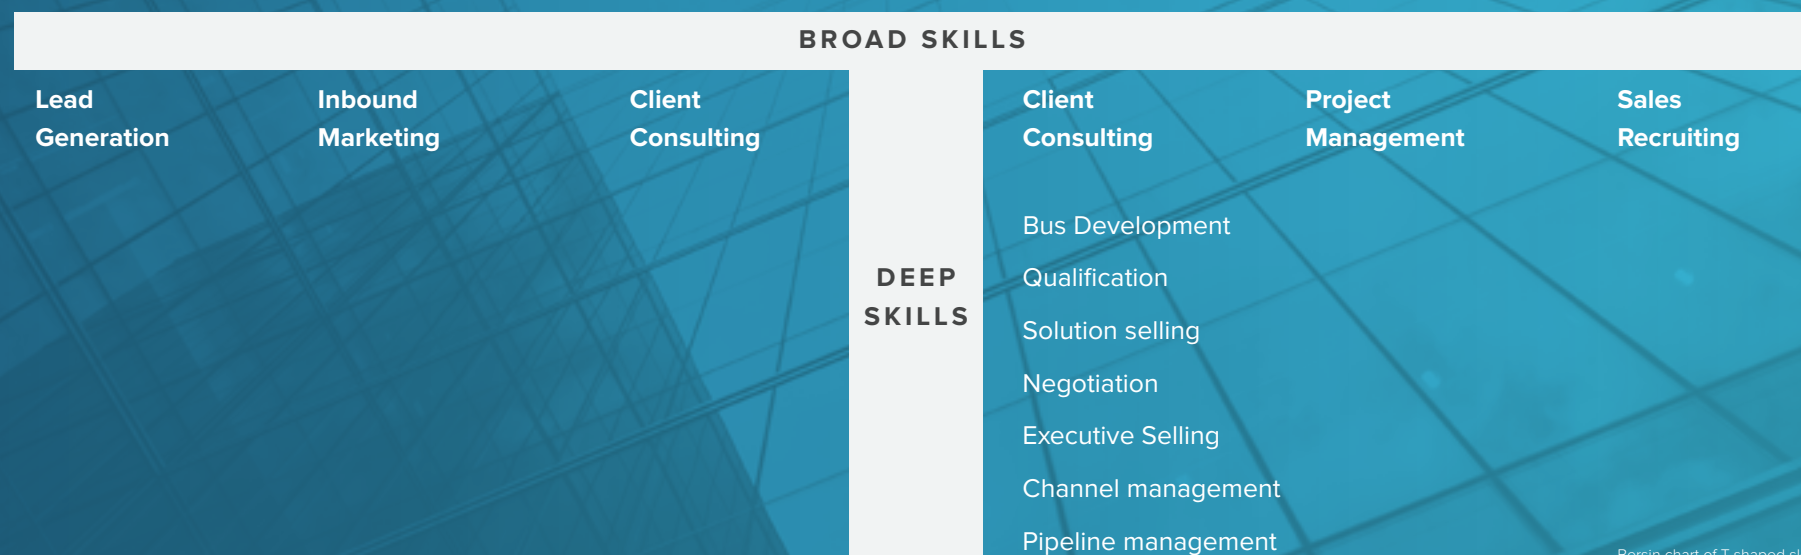 BROAD SKILLS
Lead
Generation
Inbound
Marketing
Client
Consulting
Client
Consulting
Project
Management
Sales
Recruiting
DEEP
SKILLS
Bus Development
Qualification
Solution selling
Negotiation
Executive Selling
Channel management
Pipeline management